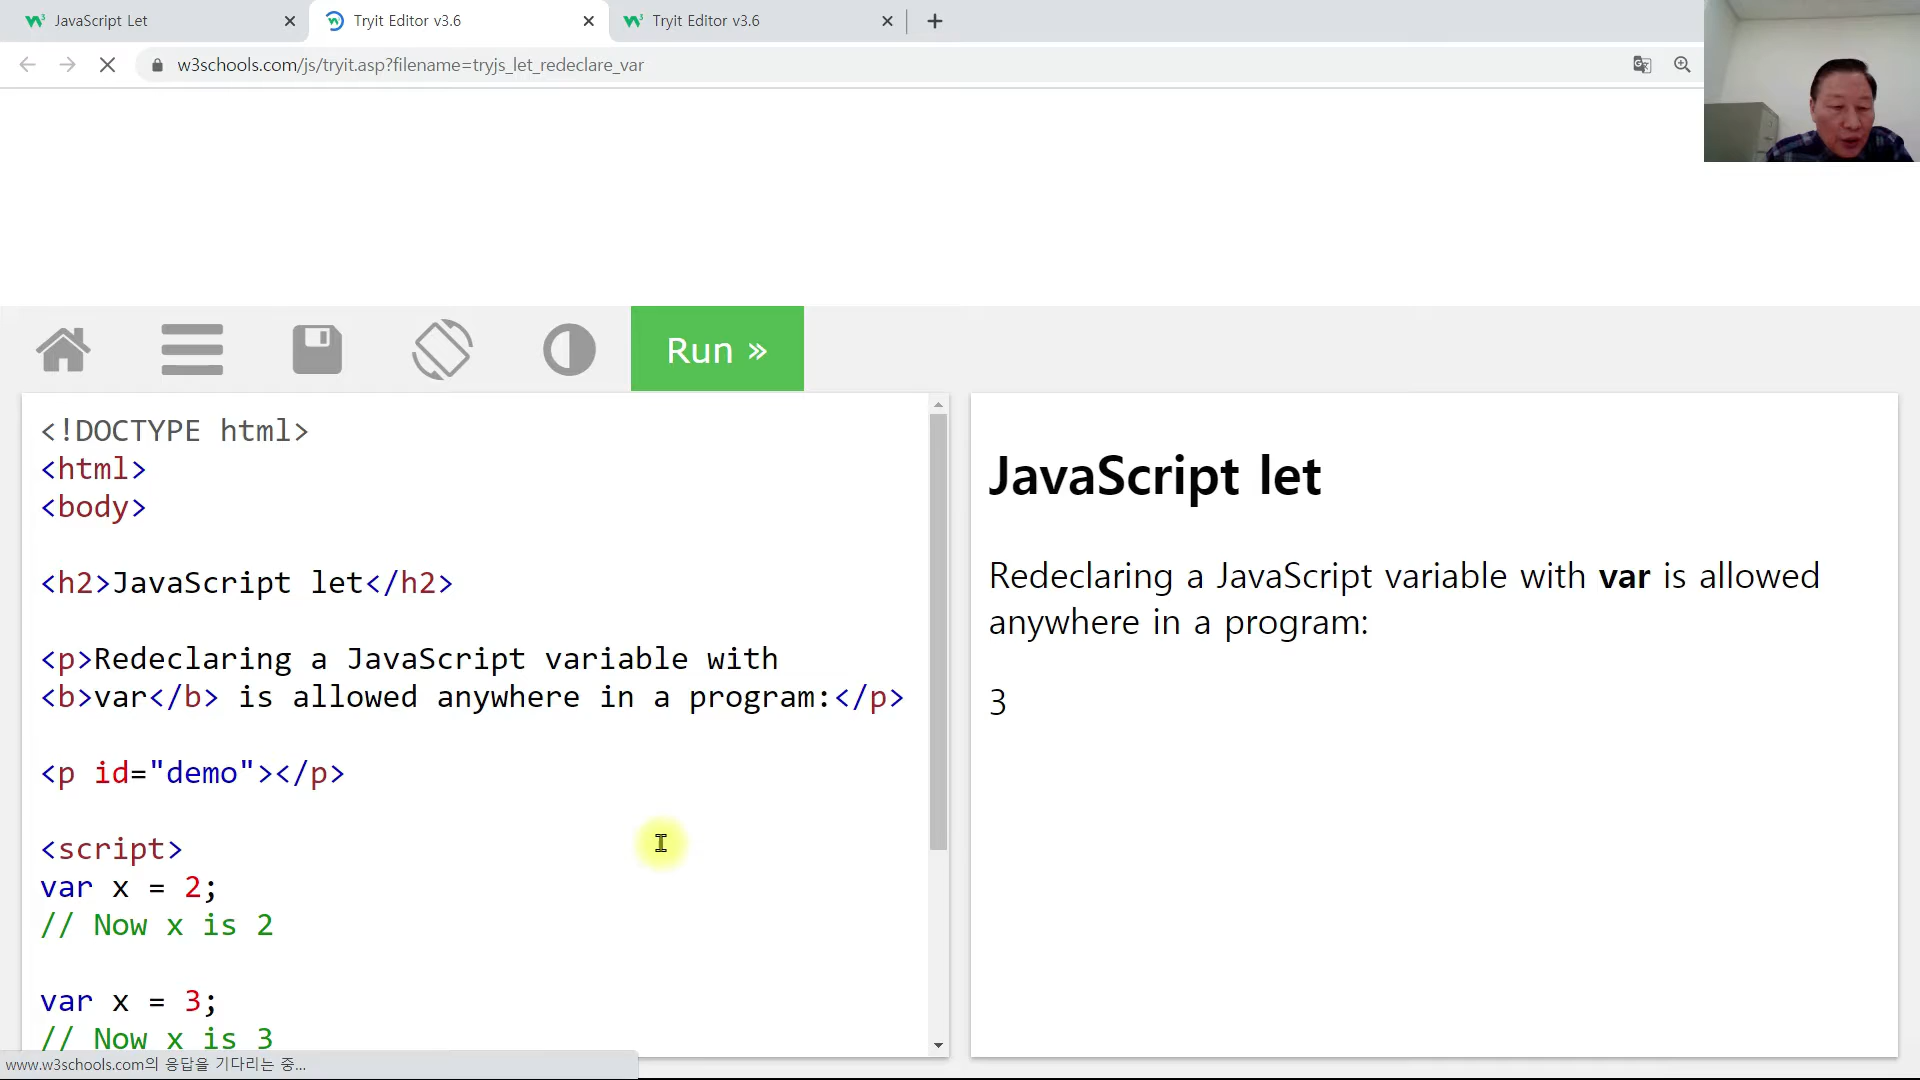 JavaScript Let
Tryit Editor v3.6
Tryit Editor v3.6
w3schools.com/js/tryit.asp?filename=tryjs_let_redeclare_var
Run »
<!DOCTYPE html>
<html>
<body>
<h2>JavaScript let</h2>
<p>Redeclaring a JavaScript variable with
<b>var</b> is allowed anywhere in a program:</p>
<p id="demo"></p>
<script>
var x = 2;
// Now x is 2
var x = 3;
// Now x is 3
JavaScript let
Redeclaring a JavaScript variable with var is allowed
anywhere in a program:
3
www.w3schools.com의 응답을 기다리는 중...